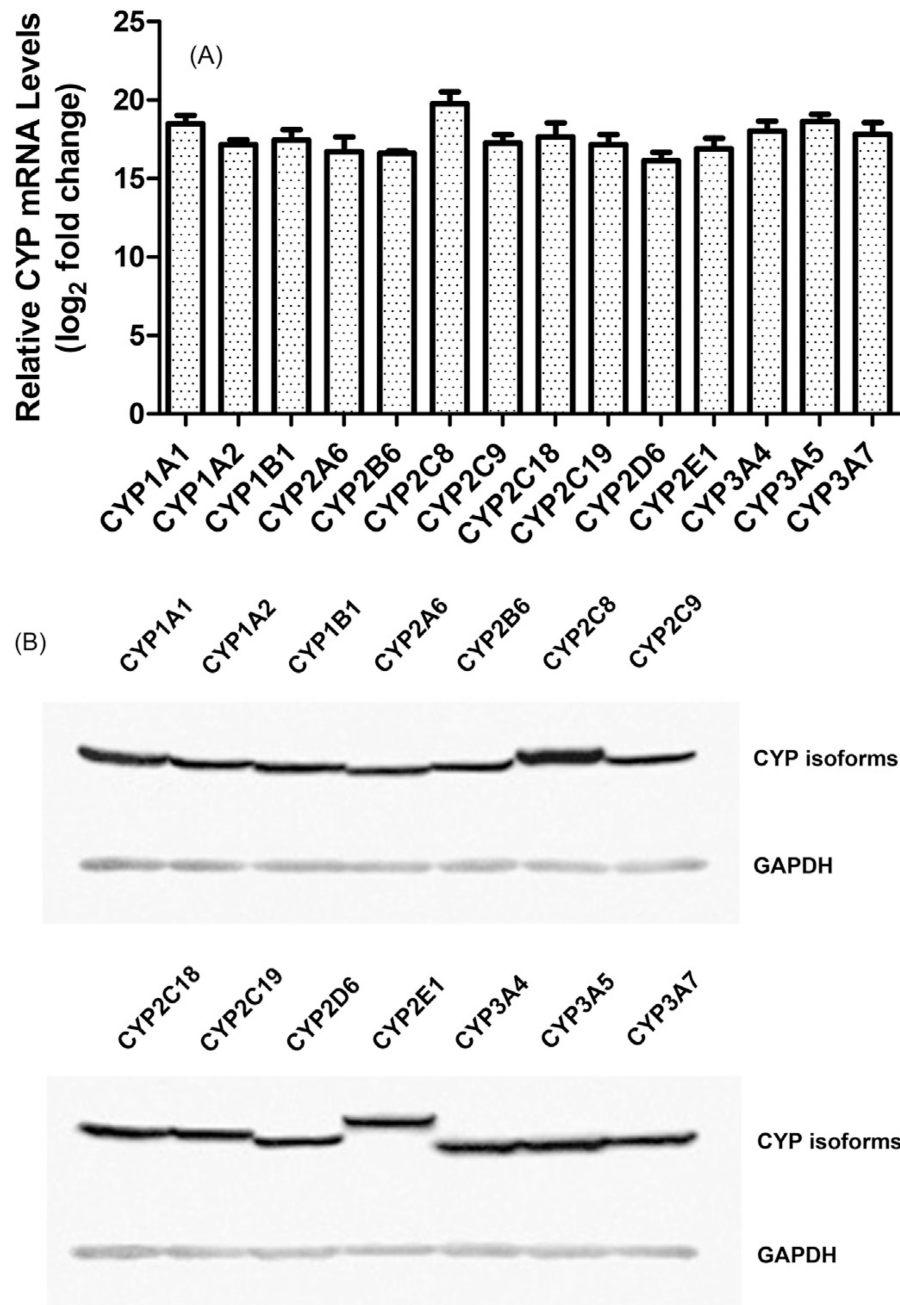 (A)
Relative CYP mRNA Levels
(log2 fold change)
25
20
15
10
5
0
CYP1A1
CYP1A2
CYP1B1
CYP2A6
CYP2B6
CYP2C8
CYP2C9
CYP2C18
CYP2C19
CYP2D6
CYP2E1
CYP3A4
CYP3A5
CYP3A7
(B)
CYP1A1
CYP1A2
CYP1B1
CYP2A6
CYP2B6
CYP2C8
CYP2C9
CYP isoforms
GAPDH
CYP2C18
CYP2C19
CYP2D6
CYP2E1
CYP3A4
CYP3A5
CYP3A7
CYP isoforms
GAPDH